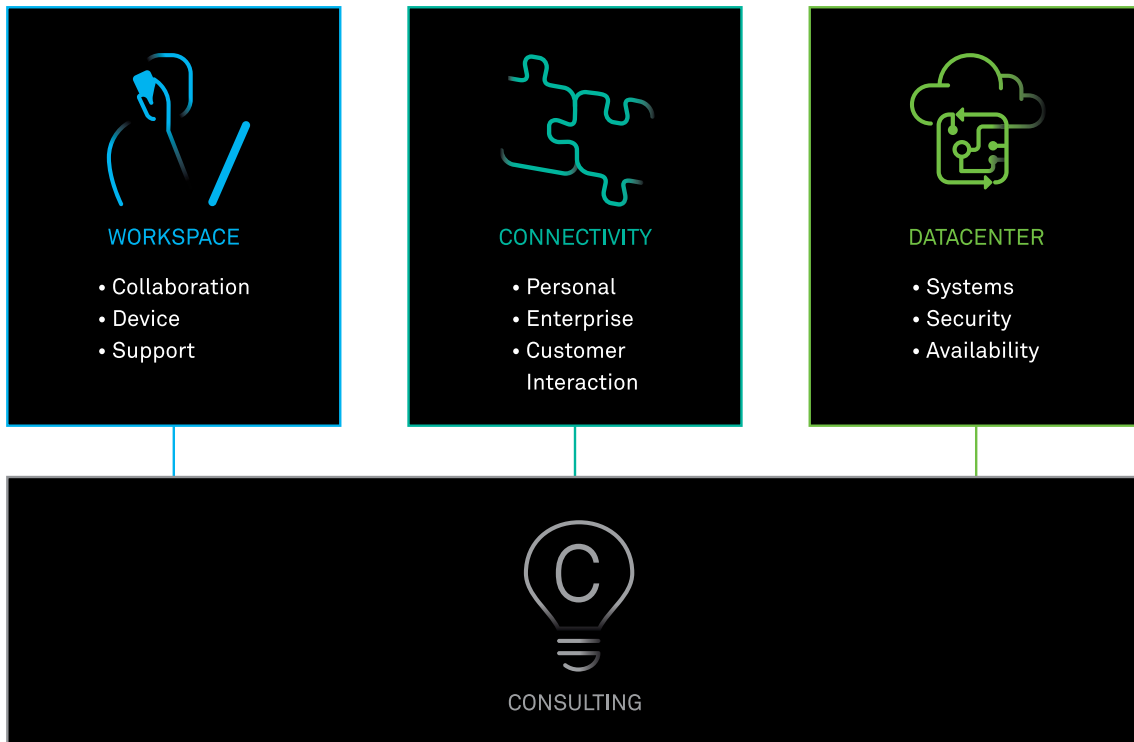 WORKSPACE
• Collaboration
• Device
• Support
CONNECTIVITY
• Personal
• Enterprise
• Customer
Interaction
DATACENTER
• Systems
• Security
• Availability
C
CONSULTING